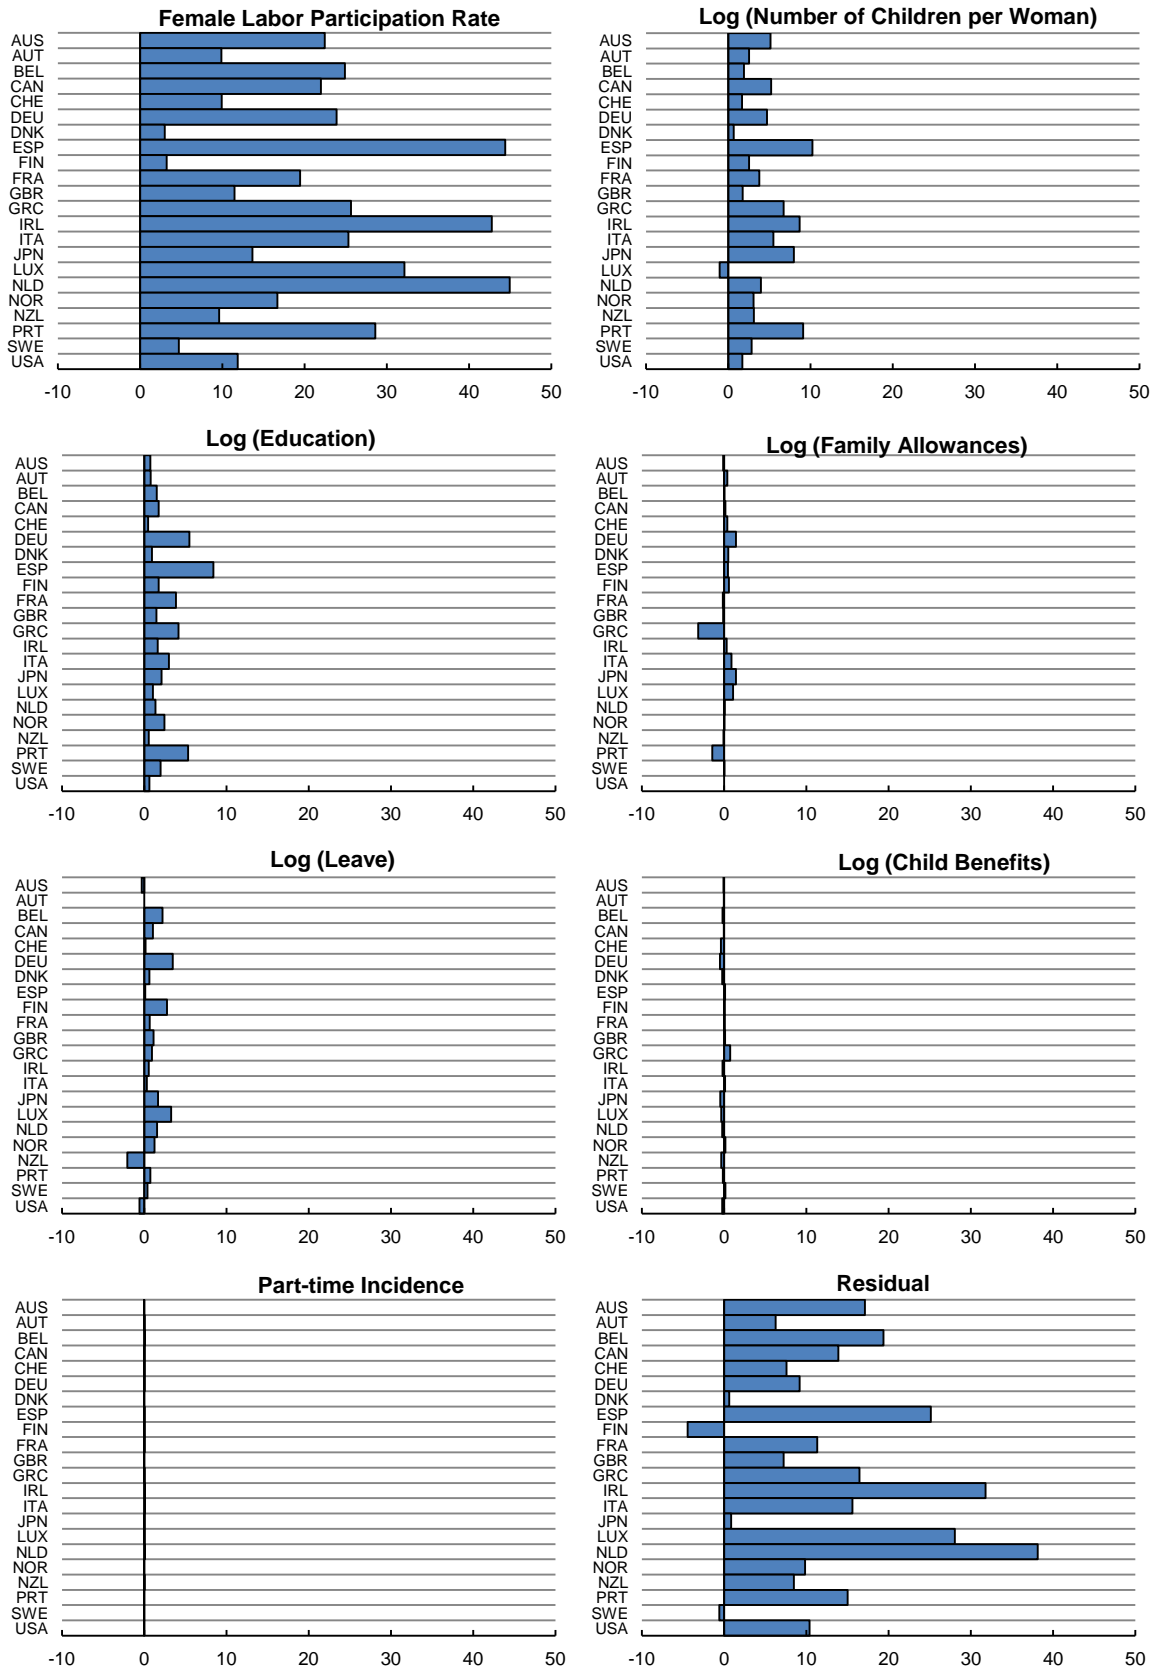 Female Labor Participation Rate
AUS
AUT
BEL
CAN
CHE
DEU
DNK
ESP
FIN
FRA
GBR
GRC
IRL
ITA
JPN
LUX
NLD
NOR
NZL
PRT
SWE
USA
-10 0 10 20 30 40 50
Log (Number of Children per Woman)
AUS
AUT
BEL
CAN
CHE
DEU
DNK
ESP
FIN
FRA
GBR
GRC
IRL
ITA
JPN
LUX
NLD
NOR
NZL
PRT
SWE
USA
-10 0 10 20 30 40 50
Log (Education)
AUS
AUT
BEL
CAN
CHE
DEU
DNK
ESP
FIN
FRA
GBR
GRC
IRL
ITA
JPN
LUX
NLD
NOR
NZL
PRT
SWE
USA
-10 0 10 20 30 40 50
Log (Family Allowances)
AUS
AUT
BEL
CAN
CHE
DEU
DNK
ESP
FIN
FRA
GBR
GRC
IRL
ITA
JPN
LUX
NLD
NOR
NZL
PRT
SWE
USA
-10 0 10 20 30 40 50
Log (Leave)
AUS
AUT
BEL
CAN
CHE
DEU
DNK
ESP
FIN
FRA
GBR
GRC
IRL
ITA
JPN
LUX
NLD
NOR
NZL
PRT
SWE
USA
-10 0 10 20 30 40 50
Log (Child Benefits)
AUS
AUT
BEL
CAN
CHE
DEU
DNK
ESP
FIN
FRA
GBR
GRC
IRL
ITA
JPN
LUX
NLD
NOR
NZL
PRT
SWE
USA
-10 0 10 20 30 40 50
Part-time Incidence
AUS
AUT
BEL
CAN
CHE
DEU
DNK
ESP
FIN
FRA
GBR
GRC
IRL
ITA
JPN
LUX
NLD
NOR
NZL
PRT
SWE
USA
-10 0 10 20 30 40 50
Residual
AUS
AUT
BEL
CAN
CHE
DEU
DNK
ESP
FIN
FRA
GBR
GRC
IRL
ITA
JPN
LUX
NLD
NOR
NZL
PRT
SWE
USA
-10 0 10 20 30 40 50